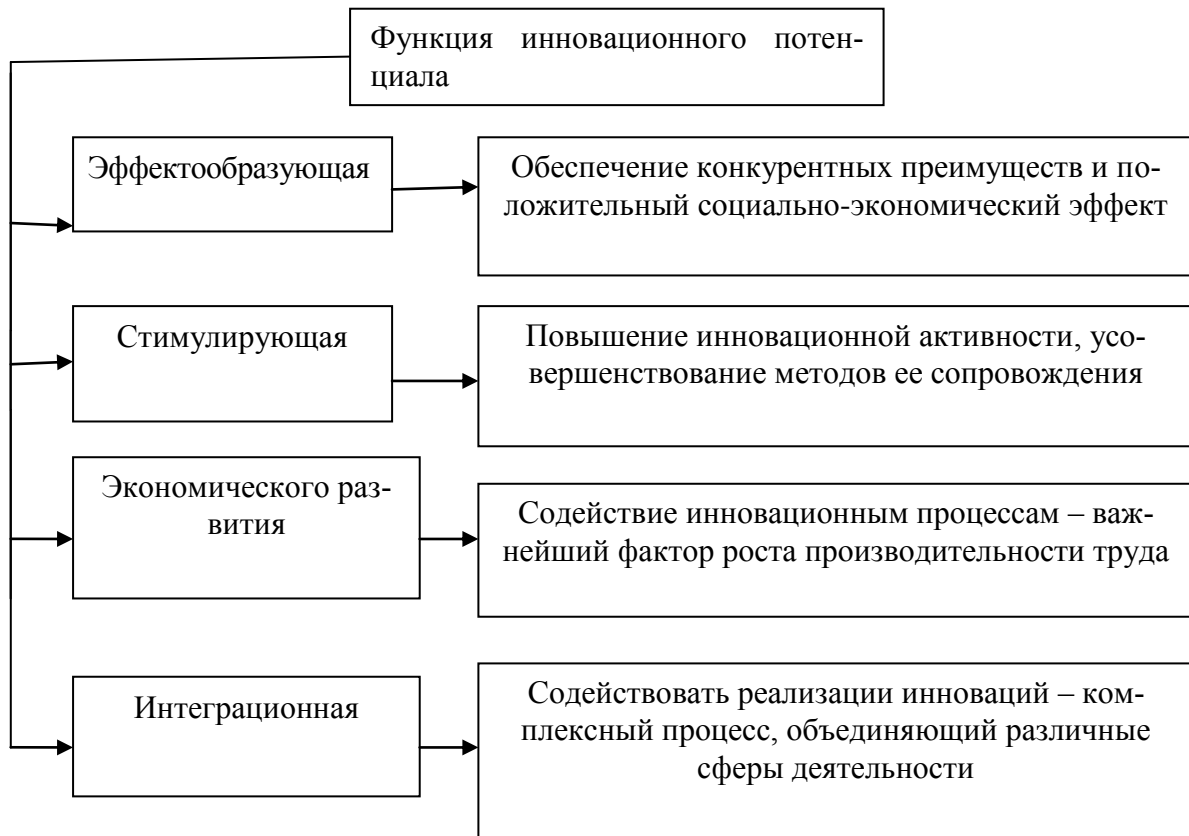 Функция инновационного потен-
циала
Эффектообразующая
Обеспечение конкурентных преимуществ и по-
ложительный социально-экономический эффект
Стимулирующая
Повышение инновационной активности, усо-
вершенствование методов ее сопровождения
Экономического раз-
вития
Содействие инновационным процессам – важ-
нейший фактор роста производительности труда
Интеграционная
Содействовать реализации инноваций – ком-
плексный процесс, объединяющий различные
сферы деятельности